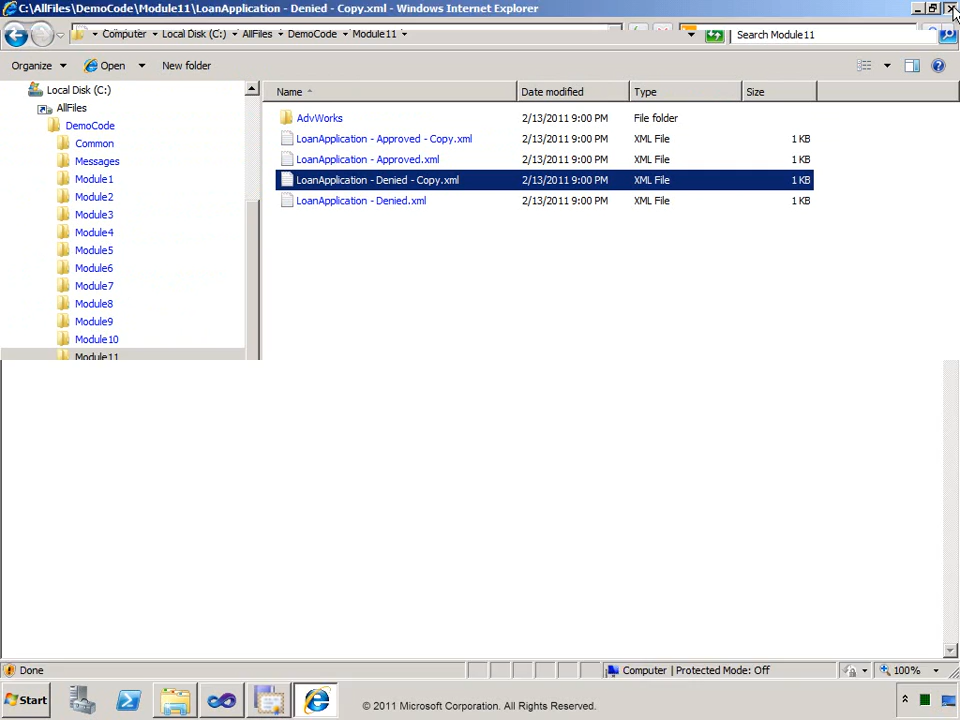 C:\AllFiles\DemoCode\Module11\LoanApplication - Denied - Copy.xml - Windows Internet Explorer
Computer Local Disk (C:) AllFiles DemoCode Module11 Search Module11
Organize Open New folder
Local Disk (C:)
AllFiles
DemoCode
Common
Messages
Module1
Module2
Module3
Module4
Module5
Module6
Module7
Module8
Module9
Module10
Module11
Name Date modified Type Size
AdvWorks 2/13/2011 9:00 PM File folder
LoanApplication - Approved - Copy.xml 2/13/2011 9:00 PM XML File 1 KB
LoanApplication - Approved.xml 2/13/2011 9:00 PM XML File 1 KB
LoanApplication - Denied - Copy.xml 2/13/2011 9:00 PM XML File 1 KB
LoanApplication - Denied.xml 2/13/2011 9:00 PM XML File 1 KB
Done Computer | Protected Mode: Off 100%
Start © 2011 Microsoft Corporation. All Rights Reserved.